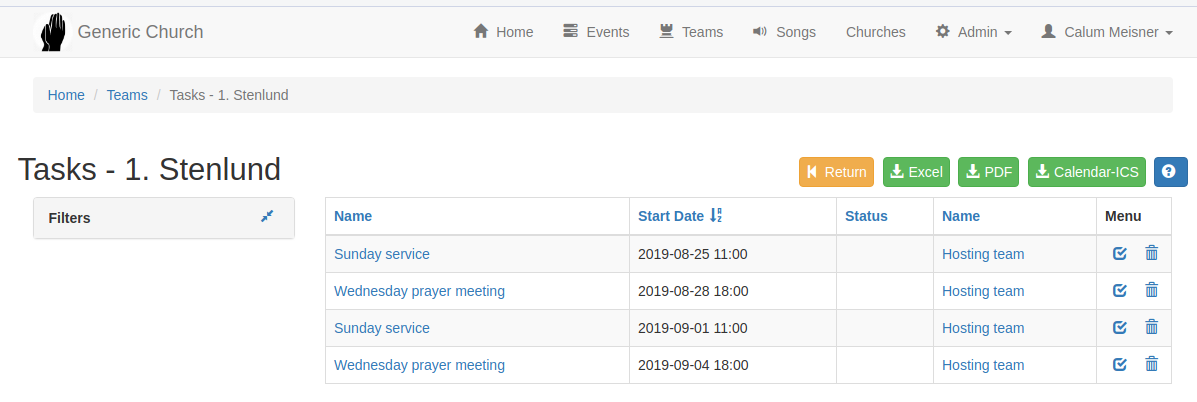 Generic Church Home Events Teams Songs Churches Admin Calum Meisner
Home / Teams / Tasks - 1. Stenlund
Tasks - 1. Stenlund
Return Excel PDF Calendar-ICS
Filters
Name Start Date Status Name Menu
Sunday service 2019-08-25 11:00 Hosting team
Wednesday prayer meeting 2019-08-28 18:00 Hosting team
Sunday service 2019-09-01 11:00 Hosting team
Wednesday prayer meeting 2019-09-04 18:00 Hosting team